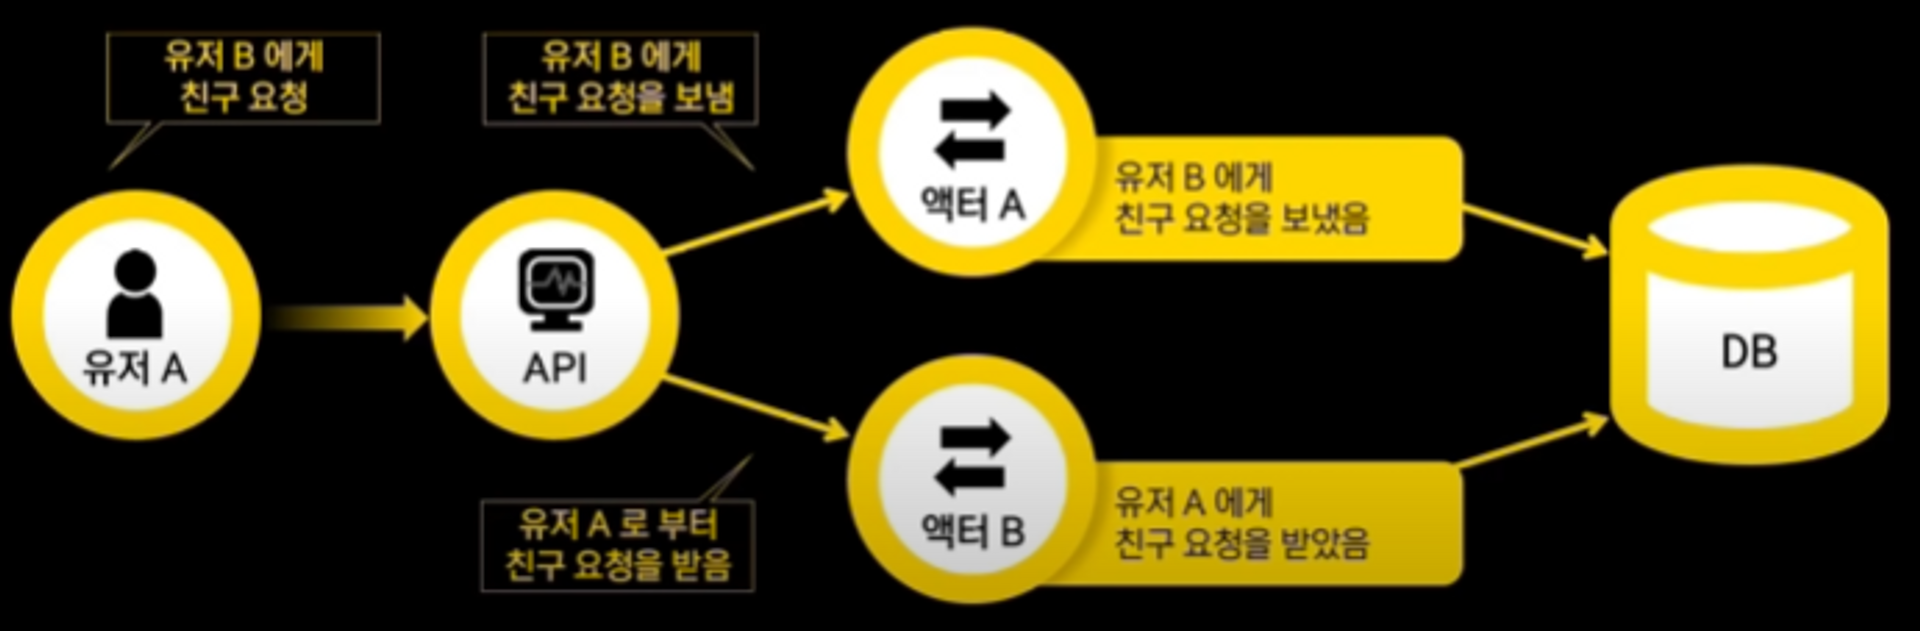 유저 B 에게
친구 요청
유저 B 에게
친구 요청을 보냄
유저 A
API
유저 A 로 부터
친구 요청을 받음
액터 A
유저 B 에게
친구 요청을 보냈음
액터 B
유저 A 에게
친구 요청을 받았음
DB